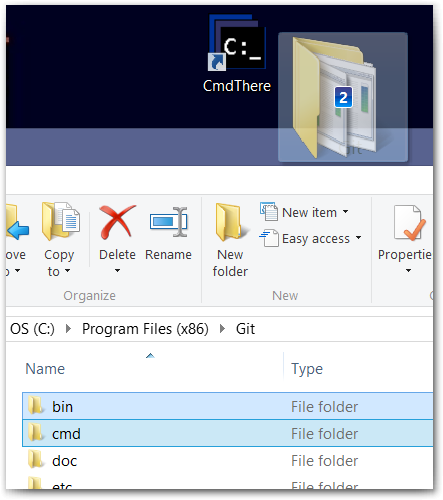 C:_
CmdThere
2
ove
to
Copy
to
Delete
Rename
New
folder
New item
Easy access
Properties
Organize
New
OS (C:) Program Files (x86) Git
Name Type
bin File folder
cmd File folder
doc File folder
etc File folder